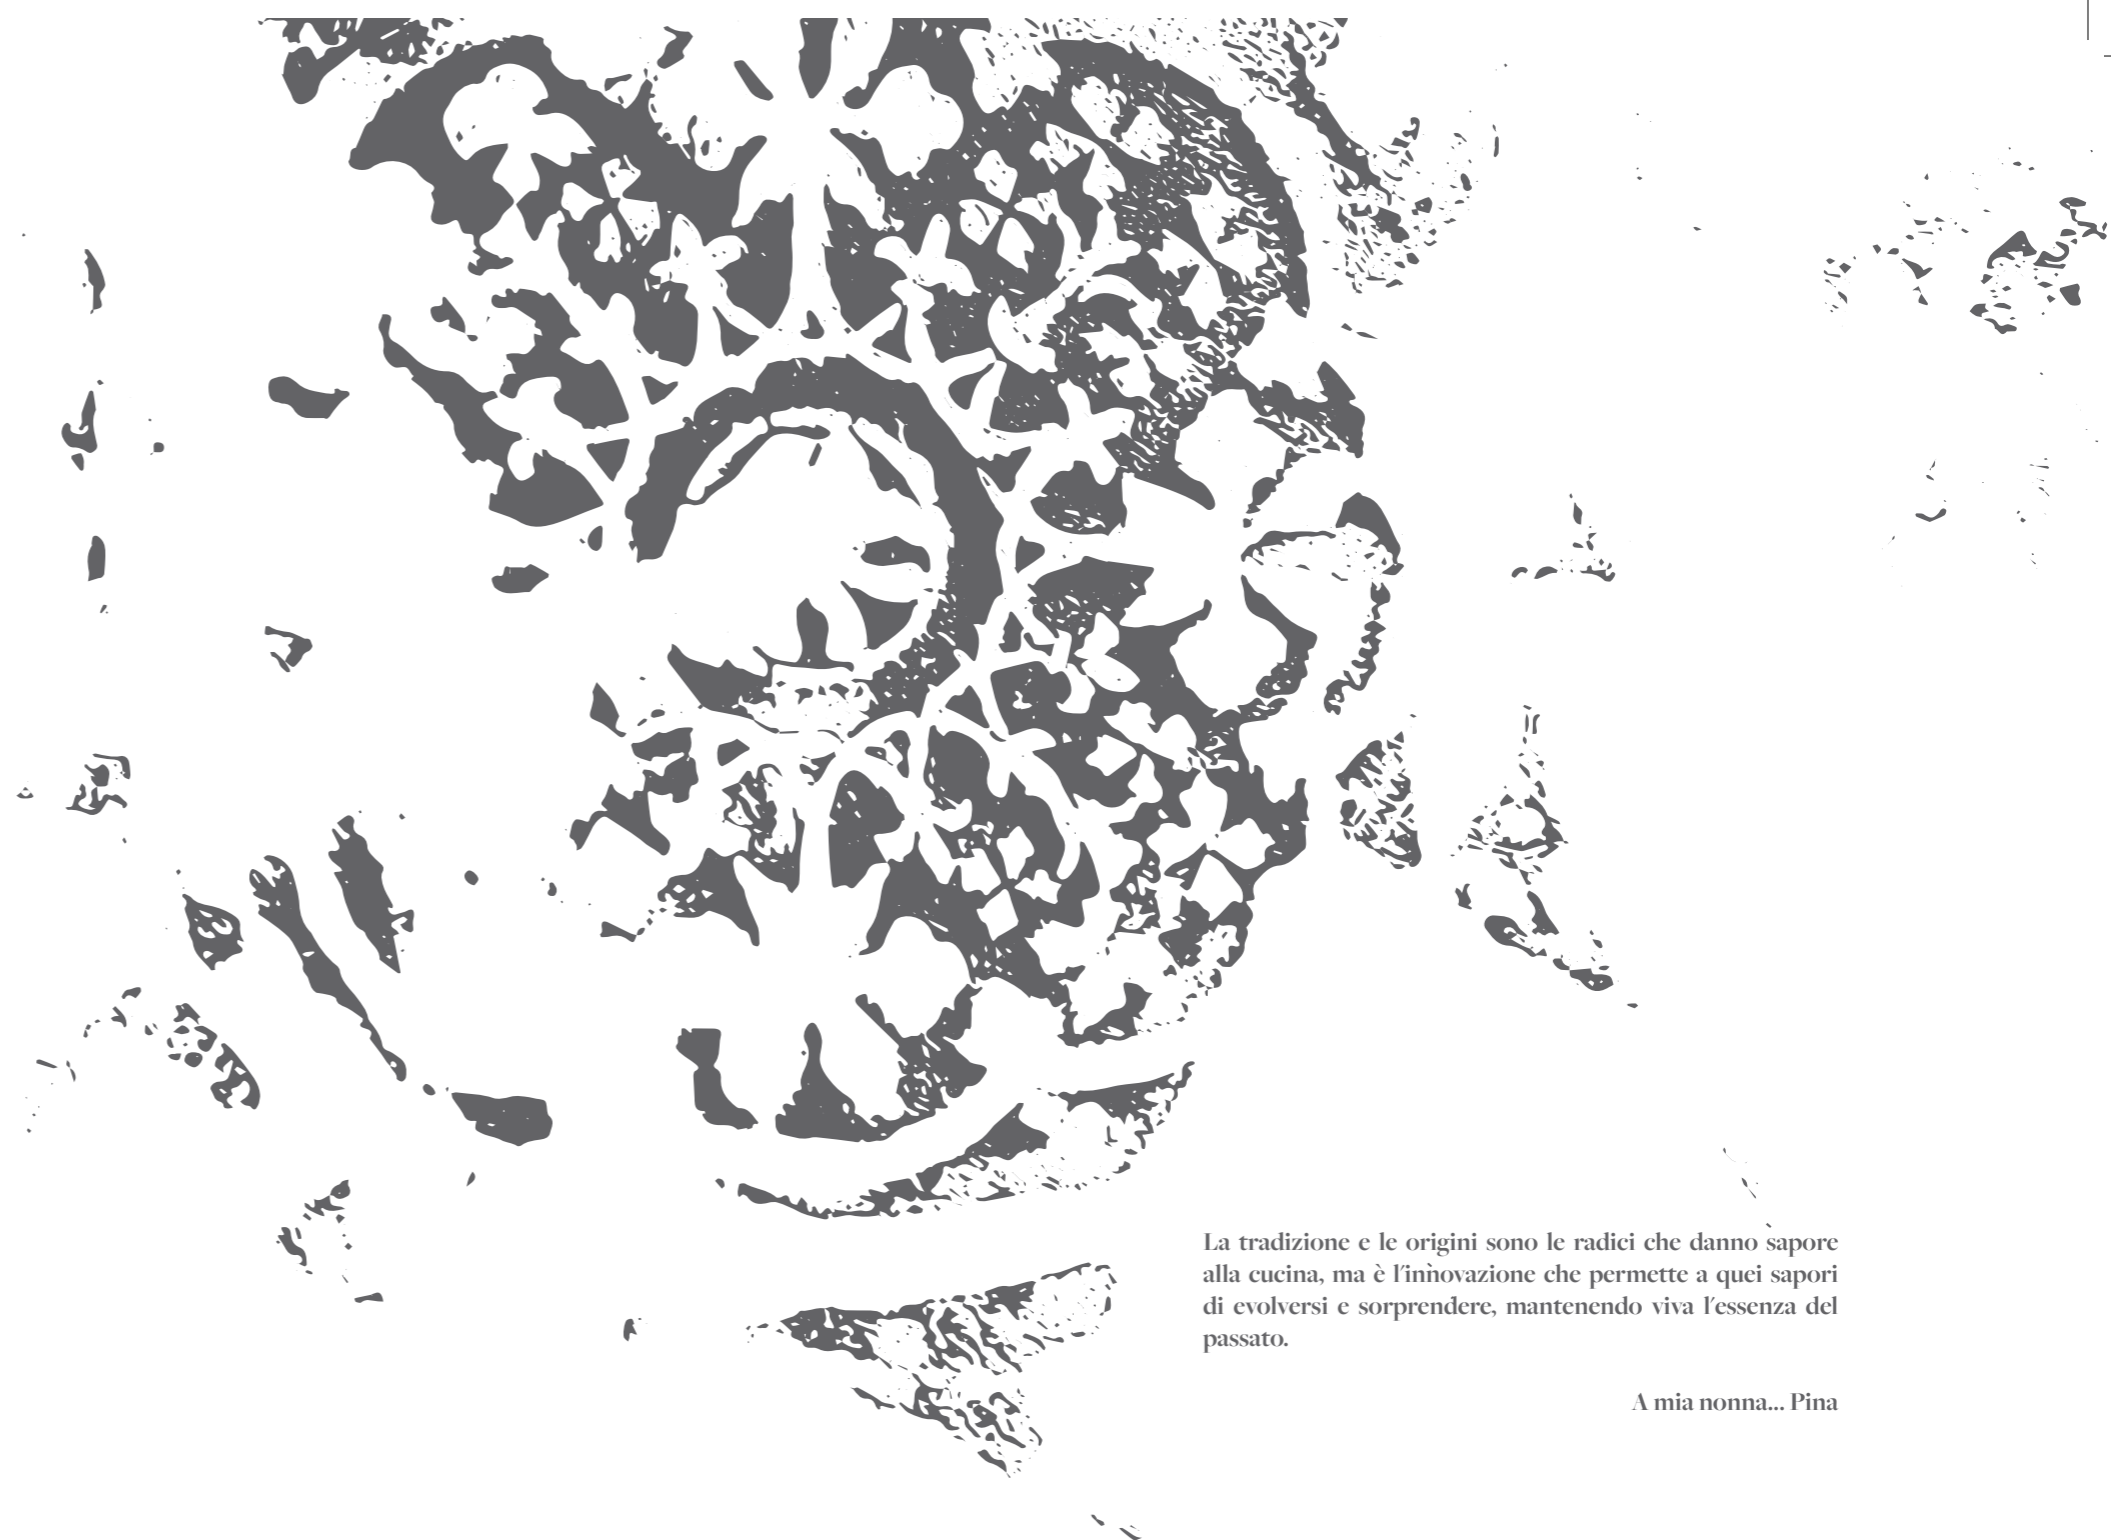 La tradizione e le origini sono le radici che danno sapore
alla cucina, ma è l'innovazione che permette a quei sapori
di evolversi e sorprendere, mantenendo viva l'essenza del
passato.
A mia nonna... Pina